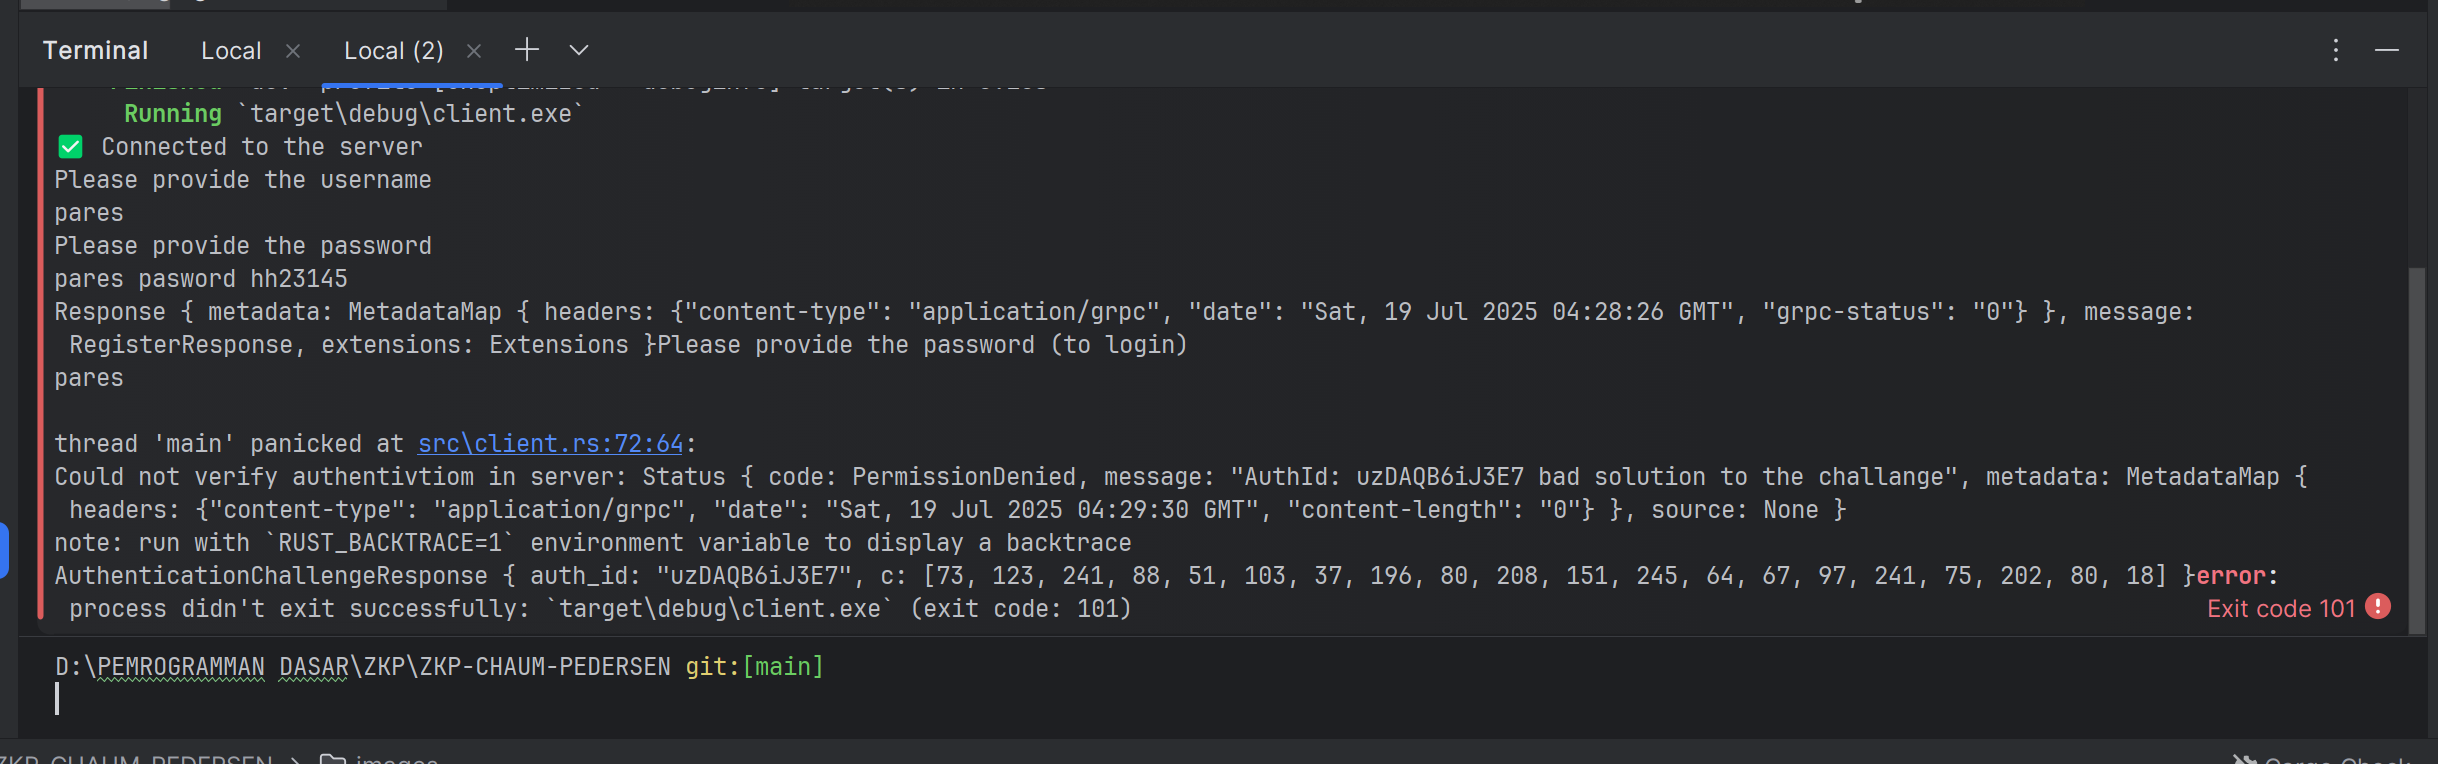 Terminal Local Local (2)
Running `target\debug\client.exe`
✅ Connected to the server
Please provide the username
pares
Please provide the password
pares pasword hh23145
Response { metadata: MetadataMap { headers: {"content-type": "application/grpc", "date": "Sat, 19 Jul 2025 04:28:26 GMT", "grpc-status": "0"} }, message:
RegisterResponse, extensions: Extensions }Please provide the password (to login)
pares
thread 'main' panicked at src\client.rs:72:64:
Could not verify authentivtiom in server: Status { code: PermissionDenied, message: "AuthId: uzDAQB6iJ3E7 bad solution to the challange", metadata: MetadataMap {
headers: {"content-type": "application/grpc", "date": "Sat, 19 Jul 2025 04:29:30 GMT", "content-length": "0"} }, source: None }
note: run with `RUST_BACKTRACE=1` environment variable to display a backtrace
AuthenticationChallengeResponse { auth_id: "uzDAQB6iJ3E7", c: [73, 123, 241, 88, 51, 103, 37, 196, 80, 208, 151, 245, 64, 67, 97, 241, 75, 202, 80, 18] }error:
process didn't exit successfully: `target\debug\client.exe` (exit code: 101)
Exit code 101
D:\PEMROGRAMMAN DASAR\ZKP\ZKP-CHAUM-PEDERSEN git:[main]